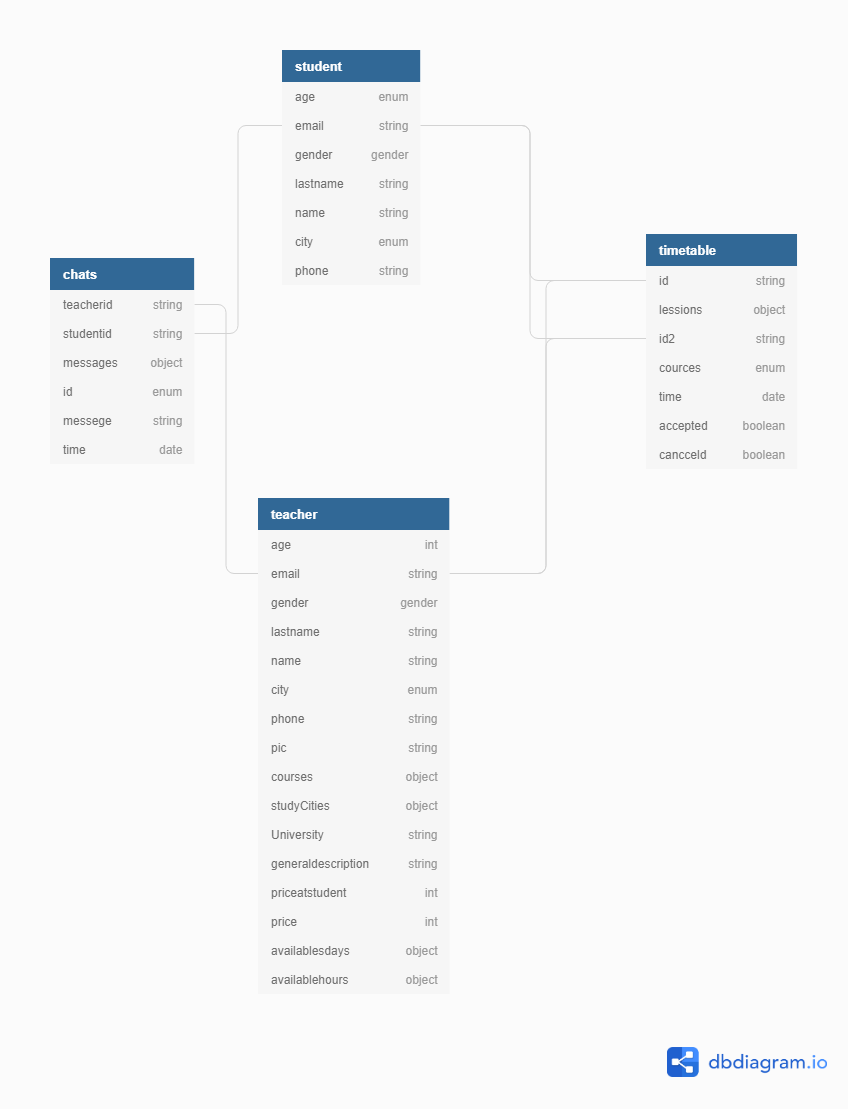 student
age enum
email string
gender gender
lastname string
name string
city enum
phone string
chats
teacherid string
studentid string
messages object
id enum
messege string
time date
timetable
id string
lessions object
id2 string
cources enum
time date
accepted boolean
cancceld boolean
teacher
age int
email string
gender gender
lastname string
name string
city enum
phone string
pic string
courses object
studyCities object
University string
generaldescription string
priceatstudent int
price int
availablesdays object
availablehours object
dbdiagram.io